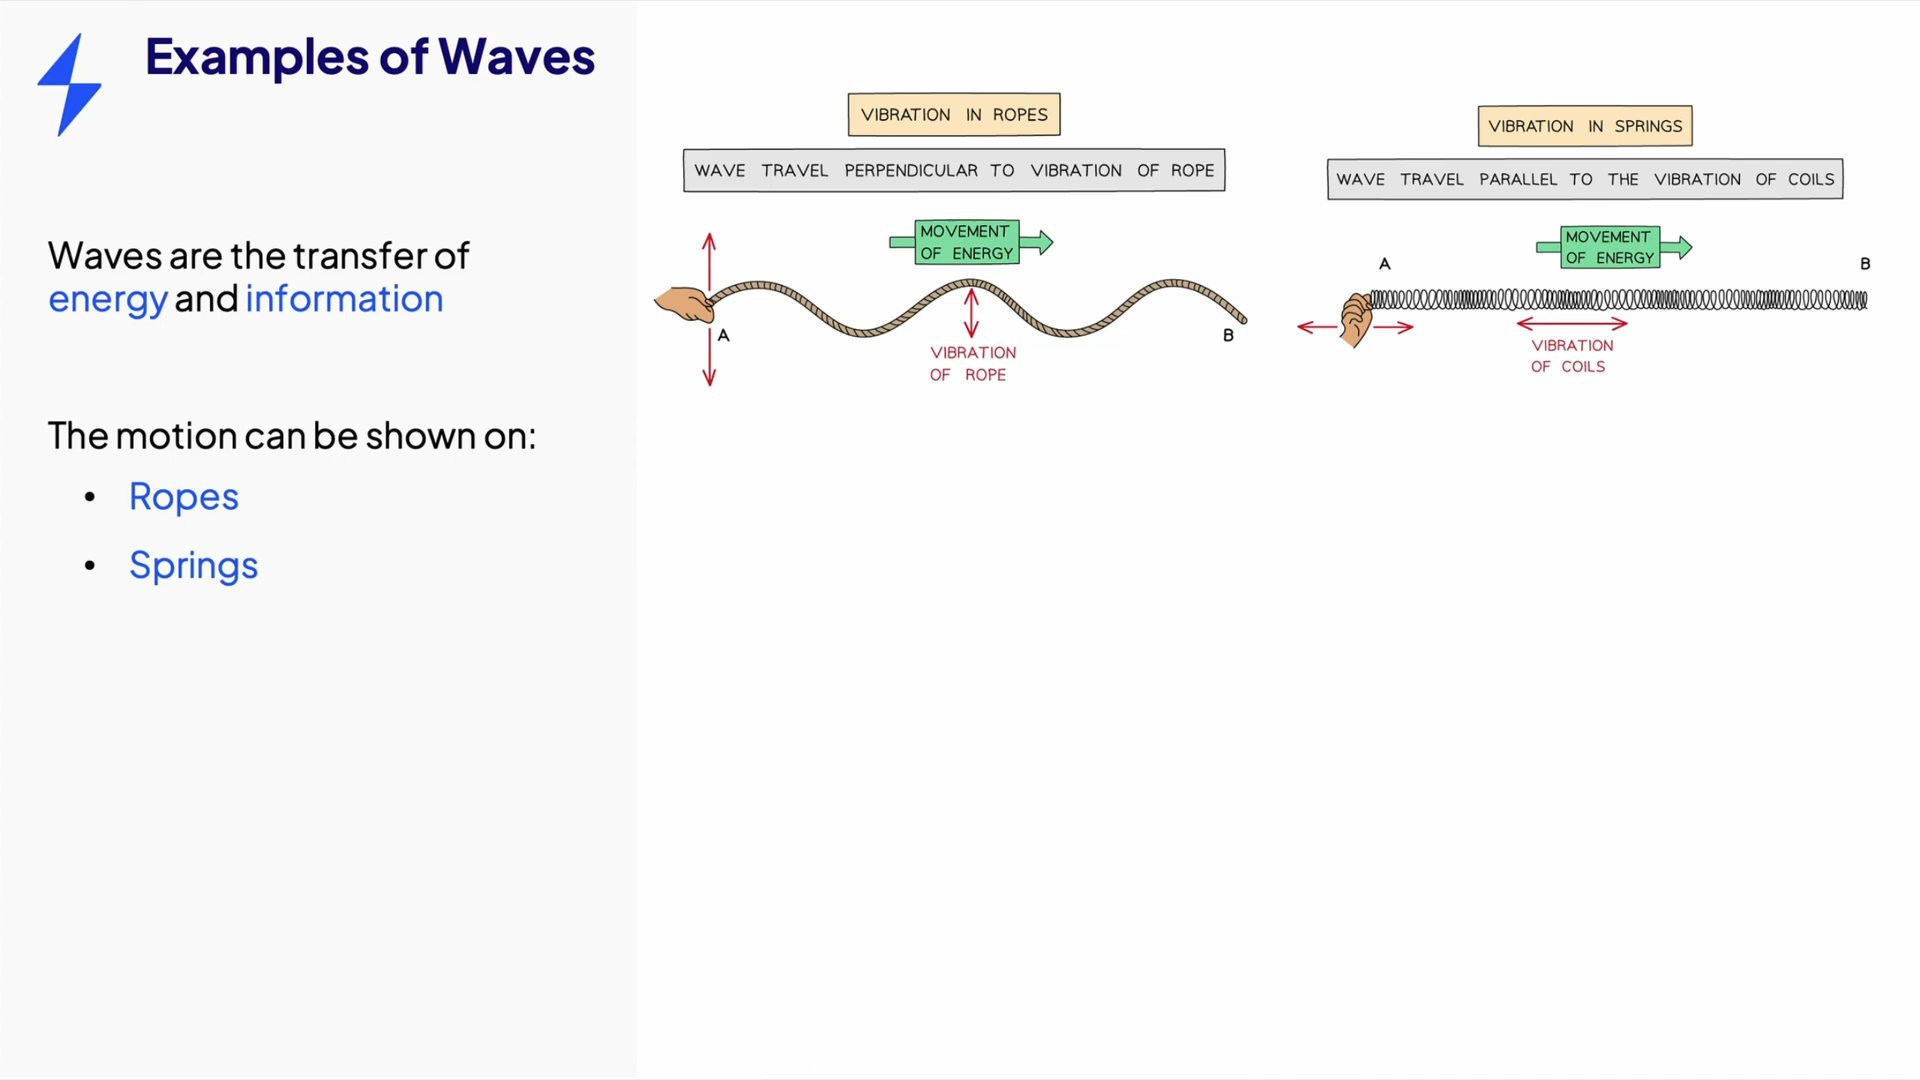 Examples of Waves
Waves are the transfer of
energy and information
The motion can be shown on:
• Ropes
• Springs
VIBRATION IN ROPES
WAVE TRAVEL PERPENDICULAR TO VIBRATION OF ROPE
MOVEMENT
OF ENERGY
A
B
VIBRATION
OF ROPE
VIBRATION IN SPRINGS
WAVE TRAVEL PARALLEL TO THE VIBRATION OF COILS
MOVEMENT
OF ENERGY
A
B
VIBRATION
OF COILS